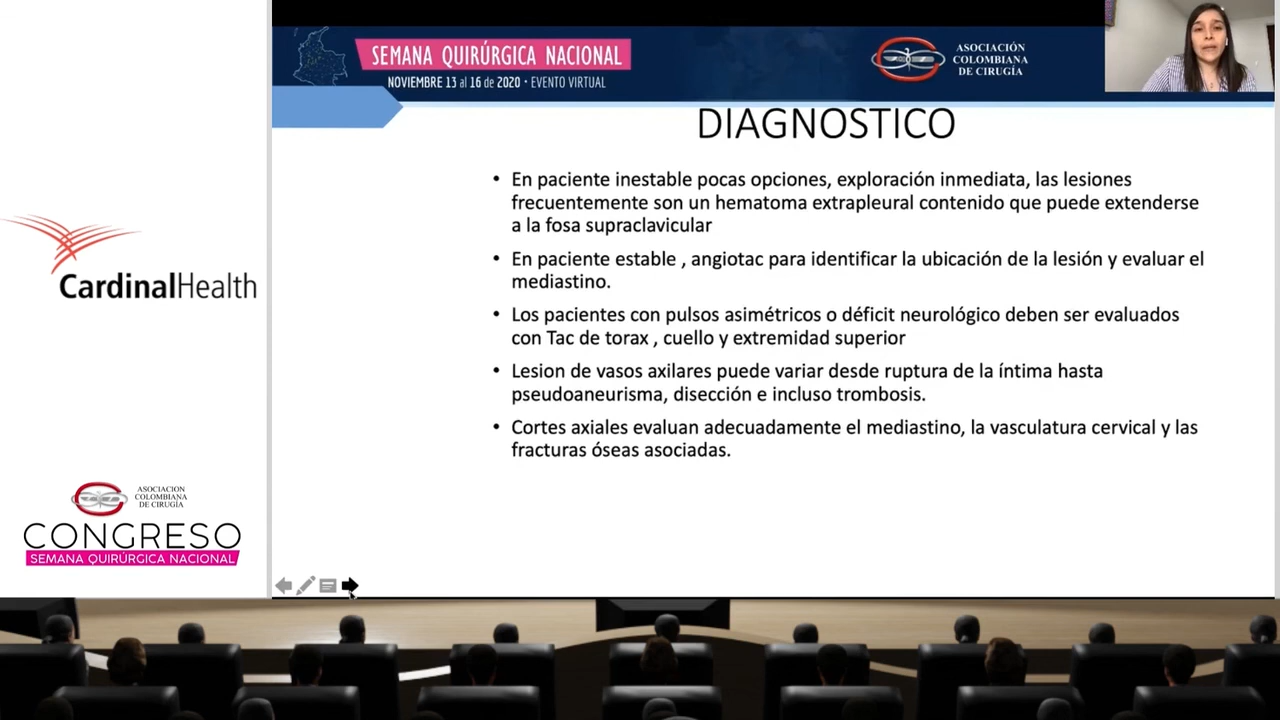 SEMANA QUIRÚRGICA NACIONAL
NOVIEMBRE 13 al 16 de 2020 • EVENTO VIRTUAL
ASOCIACIÓN
COLOMBIANA
DE CIRUGÍA
DIAGNOSTICO
• En paciente inestable pocas opciones, exploración inmediata, las lesiones
frecuentemente son un hematoma extrapleural contenido que puede extenderse
a la fosa supraclavicular
• En paciente estable , angiotac para identificar la ubicación de la lesión y evaluar el
mediastino.
• Los pacientes con pulsos asimétricos o déficit neurológico deben ser evaluados
con Tac de torax , cuello y extremidad superior
• Lesion de vasos axilares puede variar desde ruptura de la íntima hasta
pseudoaneurisma, disección e incluso trombosis.
• Cortes axiales evaluan adecuadamente el mediastino, la vasculatura cervical y las
fracturas óseas asociadas.
CardinalHealth
ASOCIACION
COLOMBIANA
DE CIRUGÍA
CONGRESO
SEMANA QUIRÚRGICA NACIONAL